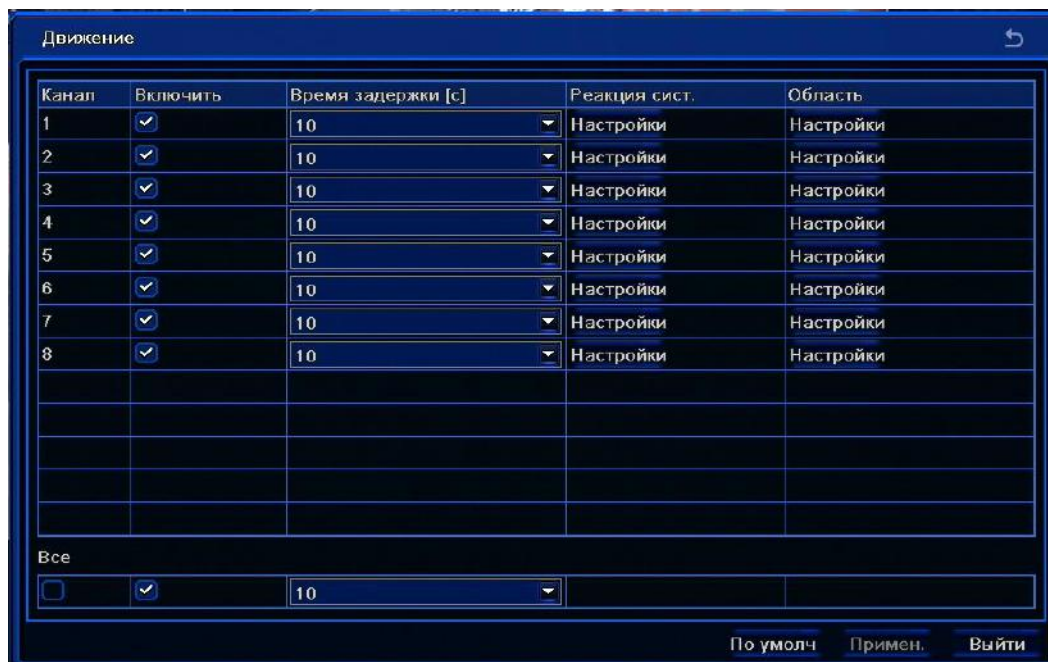 Движение
Канал Включить Время задержки [с] Реакция сист. Область
1 10 Настройки Настройки
2 10 Настройки Настройки
3 10 Настройки Настройки
4 10 Настройки Настройки
5 10 Настройки Настройки
6 10 Настройки Настройки
7 10 Настройки Настройки
8 10 Настройки Настройки
Все
10
По умолч Примен. Выйти